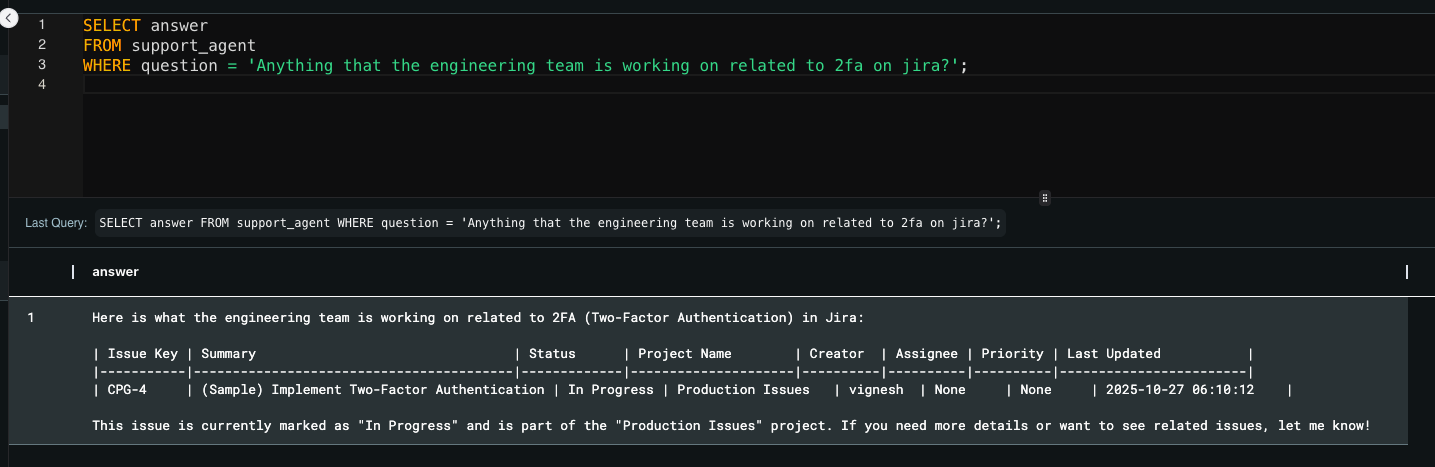 1 SELECT answer
2 FROM support_agent
3 WHERE question = 'Anything that the engineering team is working on related to 2fa on jira?';
4
Last Query: SELECT answer FROM support_agent WHERE question = 'Anything that the engineering team is working on related to 2fa on jira?';
| answer |
1 Here is what the engineering team is working on related to 2FA (Two-Factor Authentication) in Jira:
| Issue Key | Summary | Status | Project Name | Creator | Assignee | Priority | Last Updated |
|-----------|----------------------------------------|-------------|---------------------|----------|----------|----------|------------------------|
| CPG-4 | (Sample) Implement Two-Factor Authentication | In Progress | Production Issues | vignesh | None | None | 2025-10-27 06:10:12 |
This issue is currently marked as "In Progress" and is part of the "Production Issues" project. If you need more details or want to see related issues, let me know!